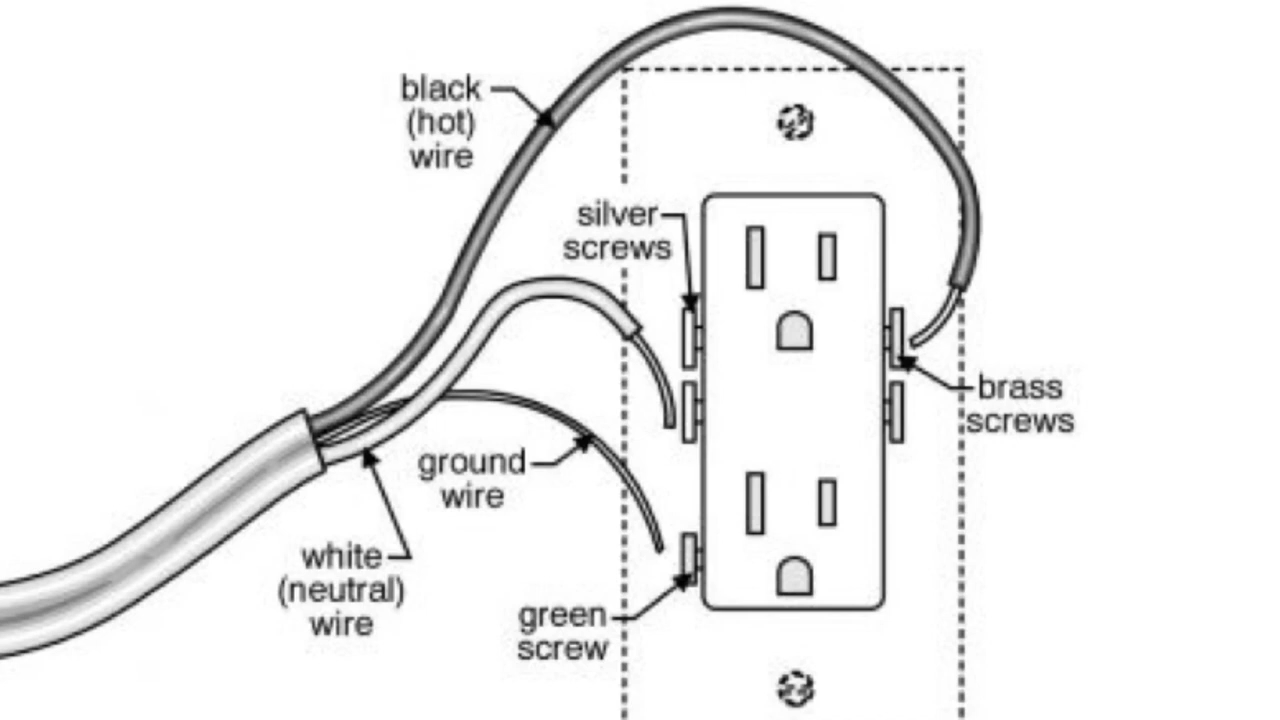 black
(hot)
wire
silver
screws
brass
screws
ground
wire
white
(neutral)
wire
green
screw